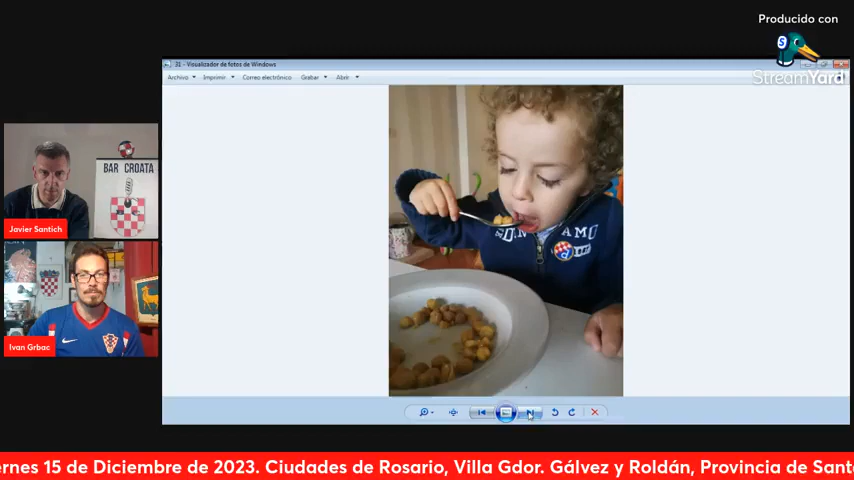 Producido con
StreamYard
31 - Visualizador de fotos de Windows
Archivo Imprimir Correo electrónico Grabar Abrir
BAR CROATA
Javier Santich
Ivan Grbac
ernes 15 de Diciembre de 2023. Ciudades de Rosario, Villa Gdor. Gálvez y Roldán, Provincia de Sant